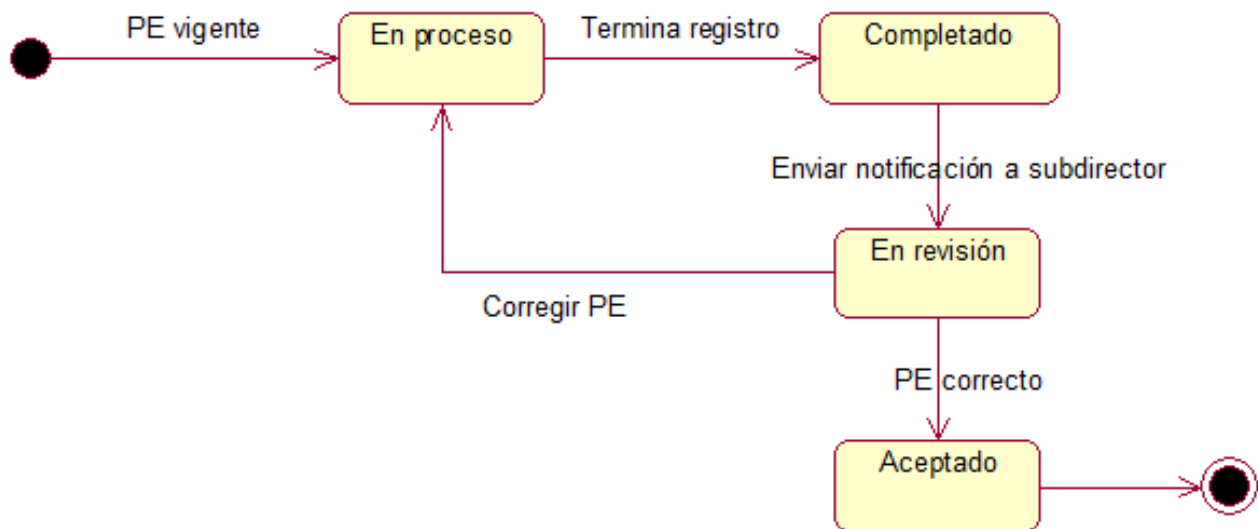 PE vigente
En proceso
Termina registro
Completado
Enviar notificación a subdirector
En revisión
Corregir PE
PE correcto
Aceptado